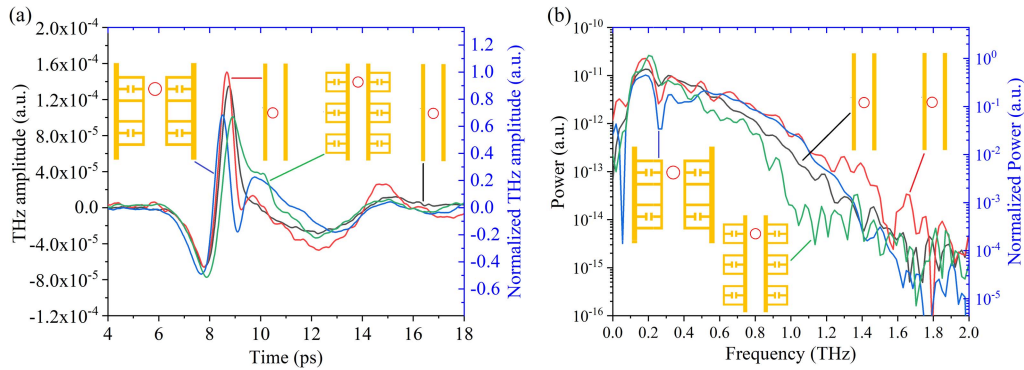 (a)
2.0x10⁻⁴
1.6x10⁻⁴
1.2x10⁻⁴
8.0x10⁻⁵
4.0x10⁻⁵
0.0
-4.0x10⁻⁵
-8.0x10⁻⁵
-1.2x10⁻⁴
THz amplitude (a.u.)
4 6 8 10 12 14 16 18
Time (ps)
1.2
1.0
0.8
0.6
0.4
0.2
0.0
-0.2
-0.4
-0.6
Normalized THz amplitude (a.u.)
(b)
10⁻¹⁰
10⁻¹¹
10⁻¹²
10⁻¹³
10⁻¹⁴
10⁻¹⁵
10⁻¹⁶
Power (a.u.)
0.0 0.2 0.4 0.6 0.8 1.0 1.2 1.4 1.6 1.8 2.0
Frequency (THz)
10⁰
10⁻¹
10⁻²
10⁻³
10⁻⁴
10⁻⁵
Normalized Power (a.u.)